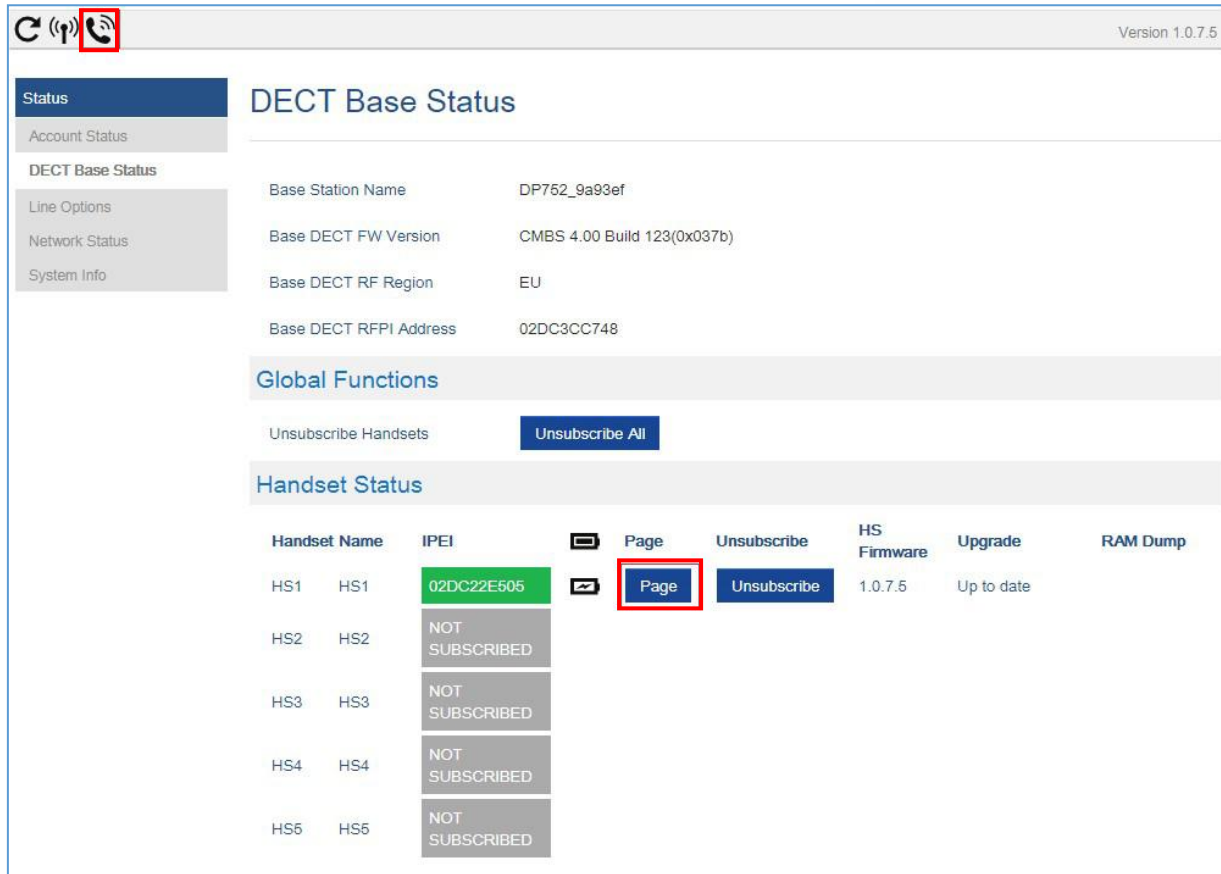 Version 1.0.7.5
Status
Account Status
DECT Base Status
Line Options
Network Status
System Info
DECT Base Status
Base Station Name DP752_9a93ef
Base DECT FW Version CMBS 4.00 Build 123(0x037b)
Base DECT RF Region EU
Base DECT RFPI Address 02DC3CC748
Global Functions
Unsubscribe Handsets Unsubscribe All
Handset Status
Handset Name IPEI Page Unsubscribe HS Firmware Upgrade RAM Dump
HS1 HS1 02DC22E505 Page Unsubscribe 1.0.7.5 Up to date
HS2 HS2 NOT SUBSCRIBED
HS3 HS3 NOT SUBSCRIBED
HS4 HS4 NOT SUBSCRIBED
HS5 HS5 NOT SUBSCRIBED